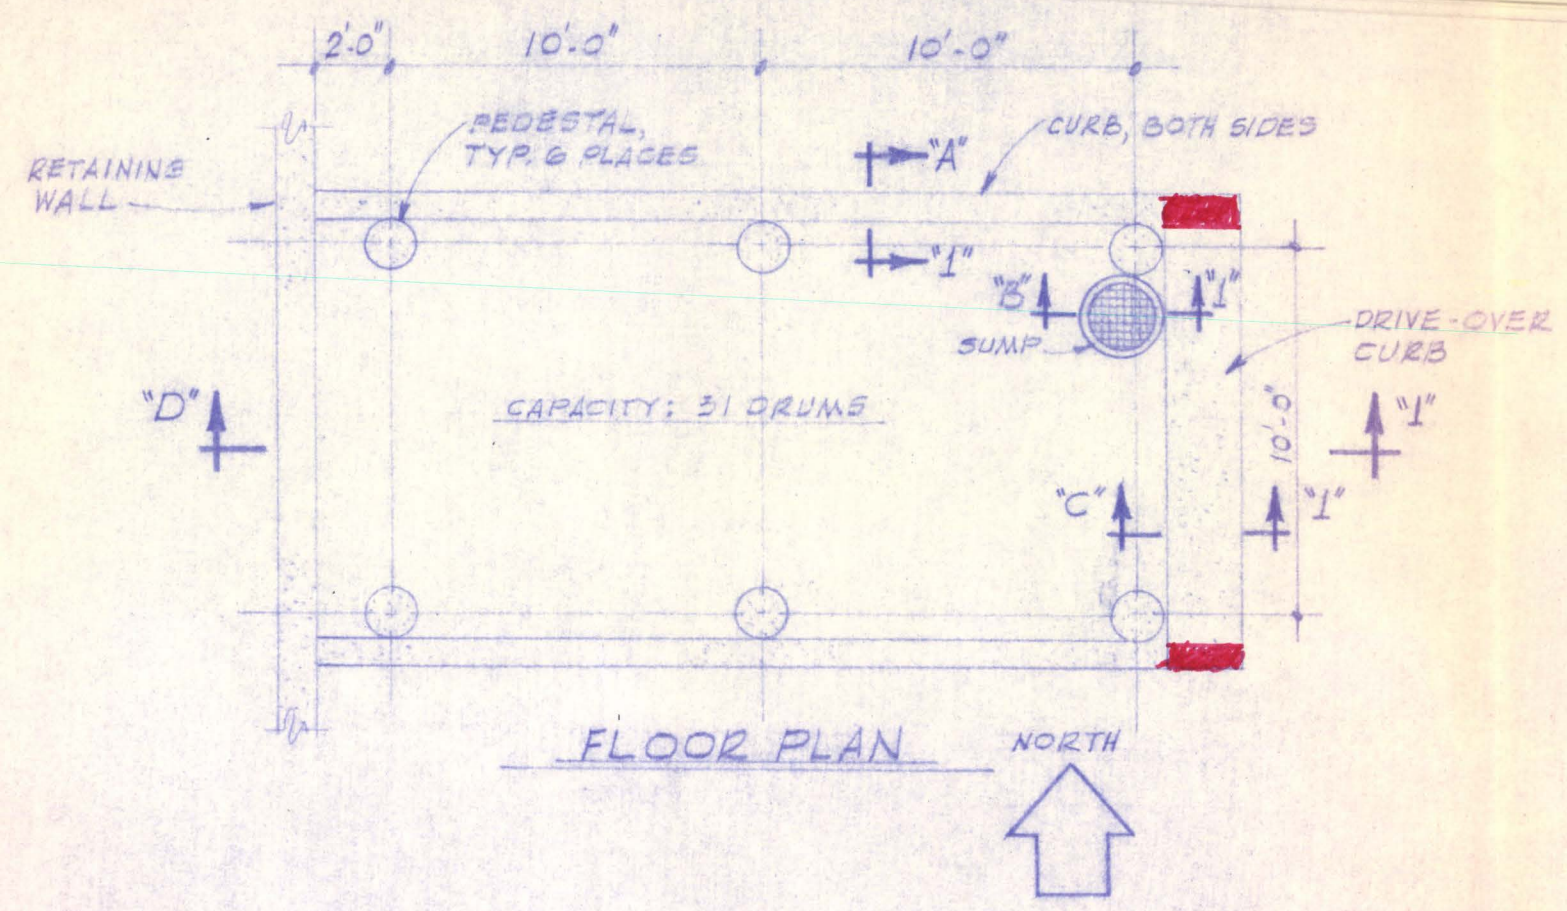 2'-0" 10'-0" 10'-0"
PEDESTAL,
TYP. 6 PLACES
"A"
CURB, BOTH SIDES
RETAINING
WALL
"1"
"B" "1"
SUMP
DRIVE-OVER
CURB
"D"
CAPACITY: 31 DRUMS
10'-0"
"1"
"C" "1"
FLOOR PLAN
NORTH